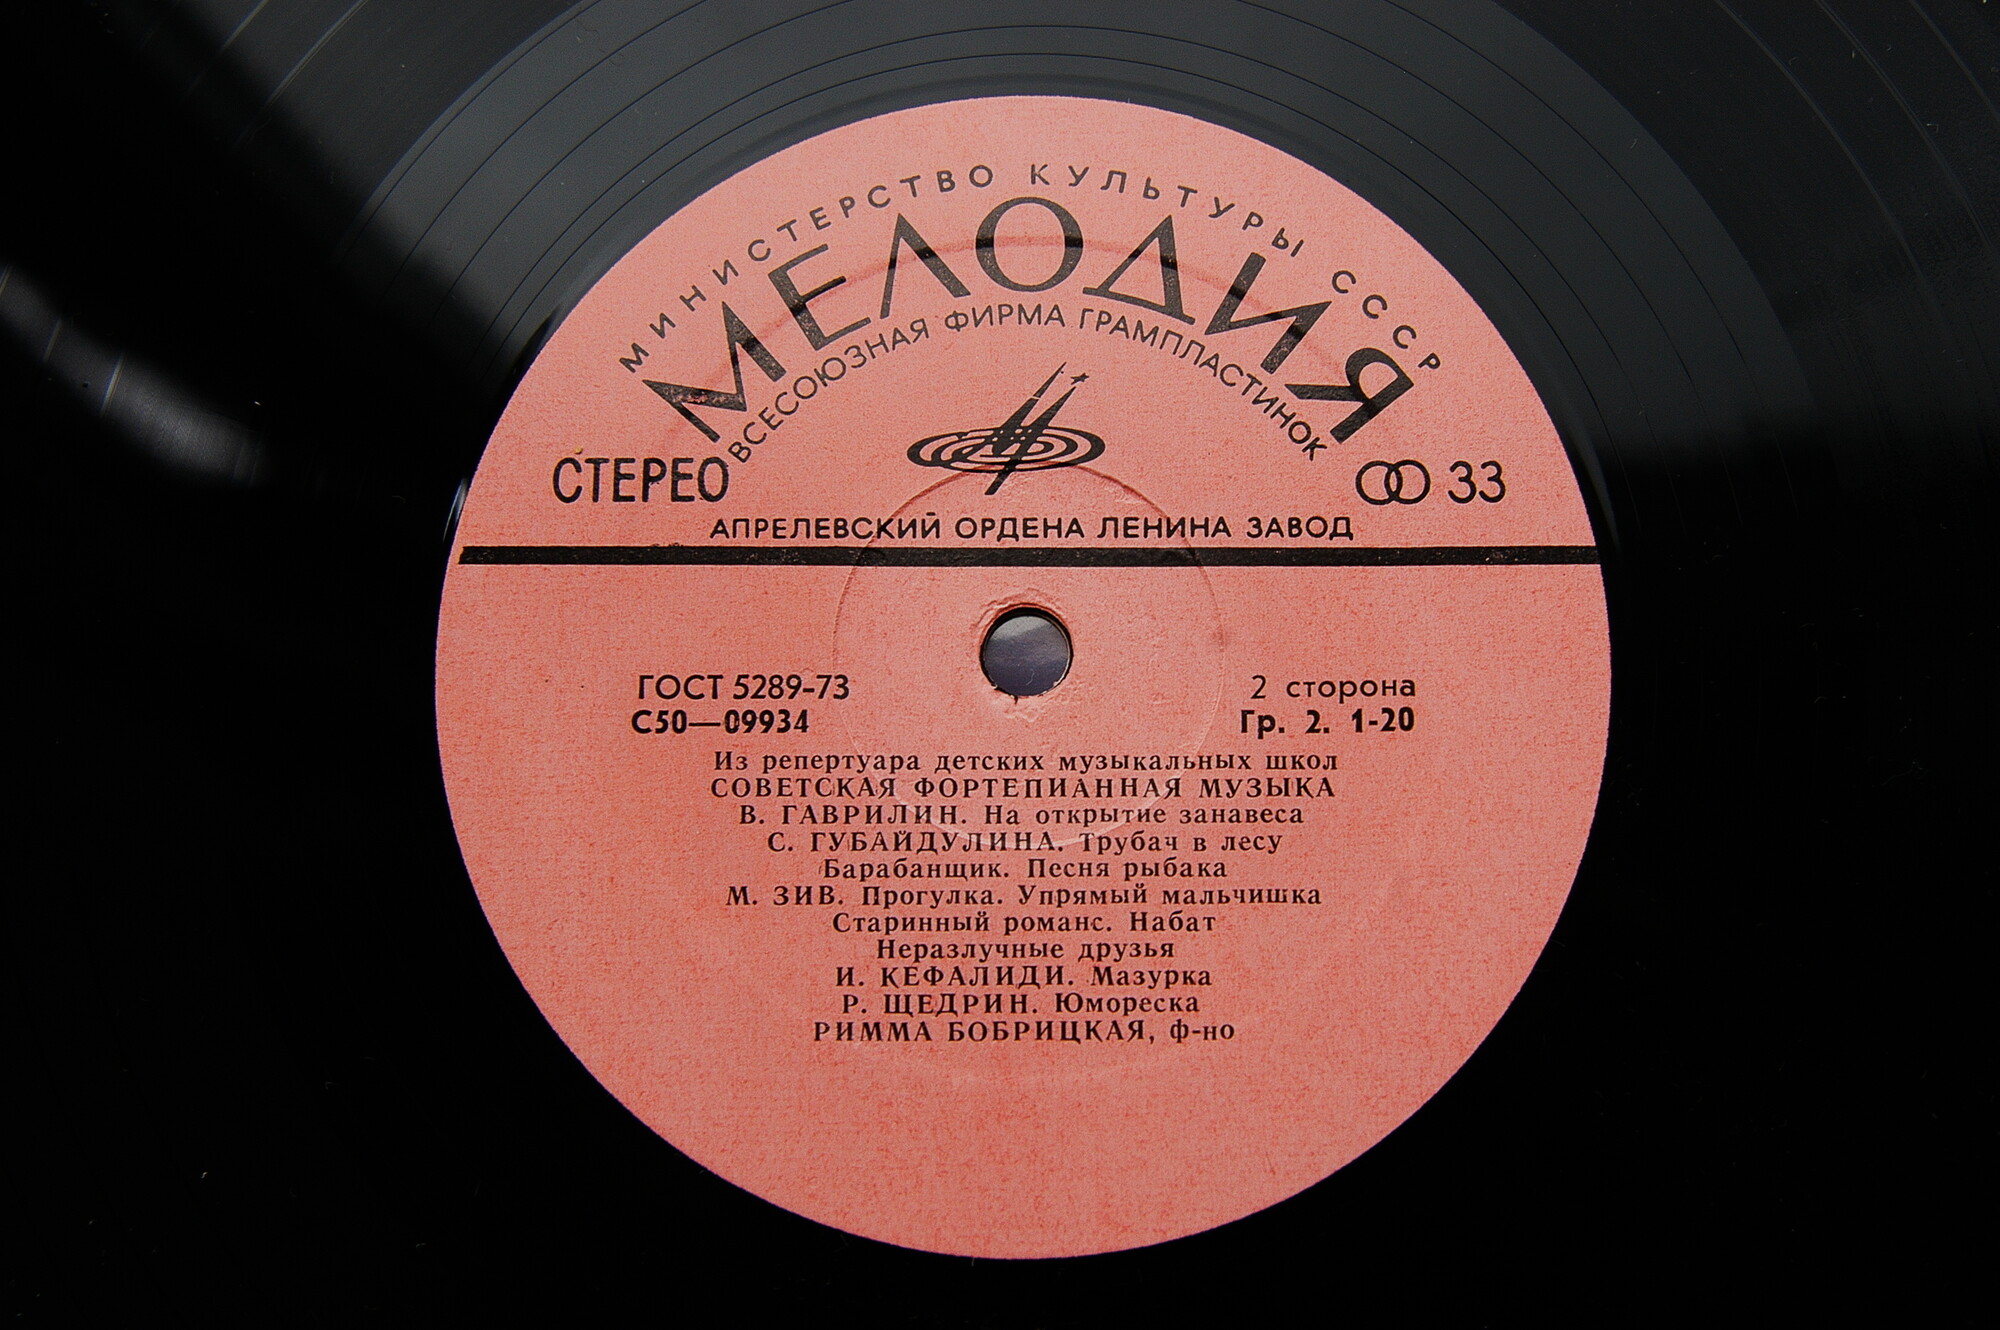 МИНИСТЕРСТВО КУЛЬТУРЫ СССР
МЕЛОДИЯ
ВСЕСОЮЗНАЯ ФИРМА ГРАМПЛАСТИНОК
СТЕРЕО
33
АПРЕЛЕВСКИЙ ОРДЕНА ЛЕНИНА ЗАВОД
ГОСТ 5289-73
2 сторона
С50—09934
Гр. 2. 1-20
Из репертуара детских музыкальных школ
СОВЕТСКАЯ ФОРТЕПИАННАЯ МУЗЫКА
В. ГАВРИЛИН. На открытие занавеса
С. ГУБАЙДУЛИНА. Трубач в лесу
Барабанщик. Песня рыбака
М. ЗИВ. Прогулка. Упрямый мальчишка
Старинный романс. Набат
Неразлучные друзья
И. КЕФАЛИДИ. Мазурка
Р. ЩЕДРИН. Юмореска
РИММА БОБРИЦКАЯ, ф-но